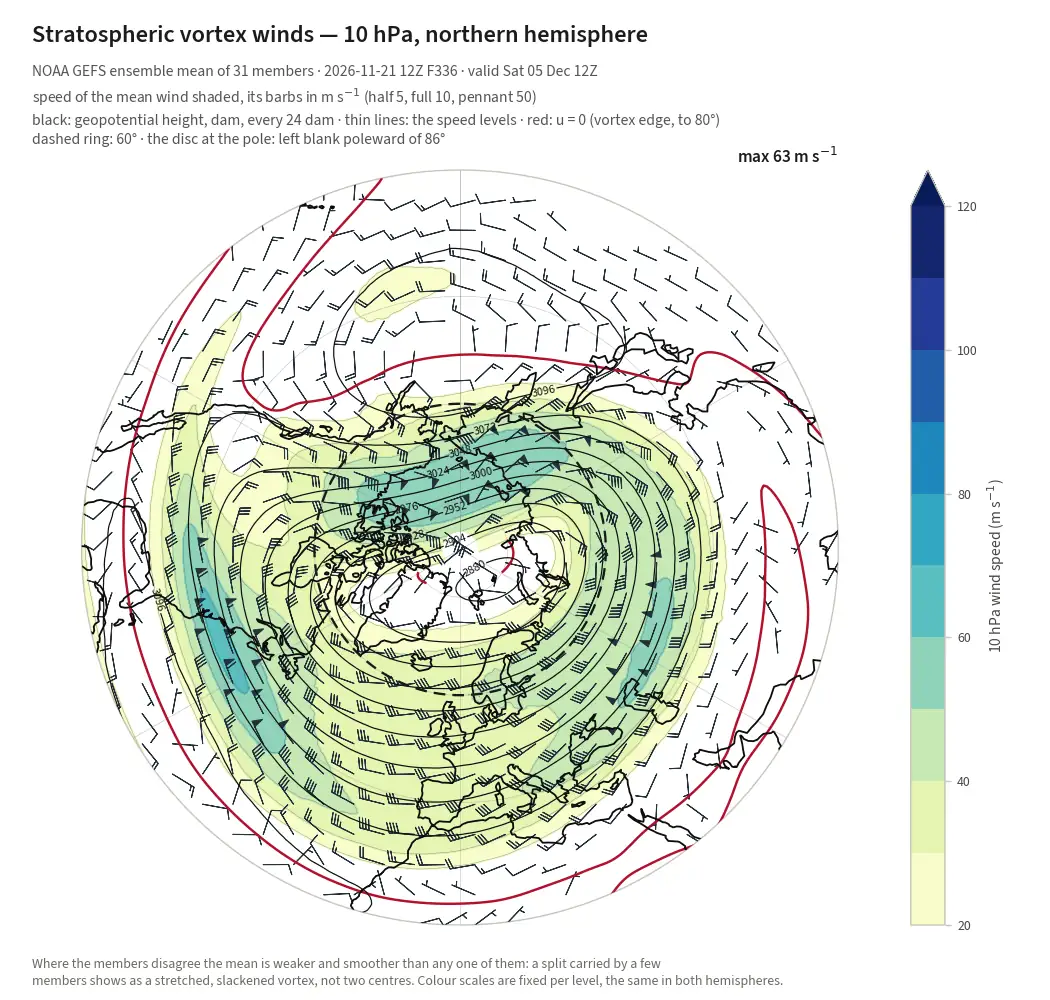 Stratospheric vortex winds — 10 hPa, northern hemisphere
NOAA GEFS ensemble mean of 31 members · 2026-11-21 12Z F336 · valid Sat 05 Dec 12Z
speed of the mean wind shaded, its barbs in m s⁻¹ (half 5, full 10, pennant 50)
black: geopotential height, dam, every 24 dam · thin lines: the speed levels · red: u = 0 (vortex edge, to 80°)
dashed ring: 60° · the disc at the pole: left blank poleward of 86°
max 63 m s⁻¹
120
100
80
60
40
20
10 hPa wind speed (m s⁻¹)
3096
3048
3024
3000
2952
2904
2880
3096
Where the members disagree the mean is weaker and smoother than any one of them: a split carried by a few
members shows as a stretched, slackened vortex, not two centres. Colour scales are fixed per level, the same in both hemispheres.